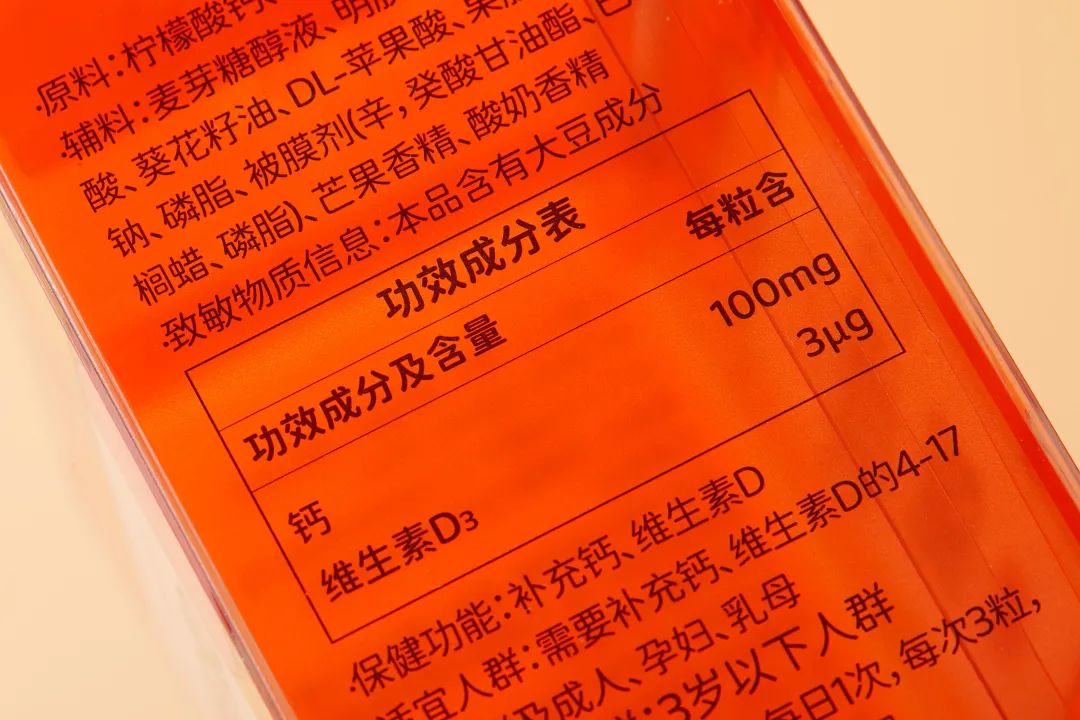 ·原料：柠檬酸钙、
·辅料：麦芽糖醇液、明胶
酸、葵花籽油、DL-苹果酸、果胶
钠、磷脂、被膜剂(辛，癸酸甘油酯、巴
榈蜡、磷脂)、芒果香精、酸奶香精
·致敏物质信息：本品含有大豆成分
功效成分表
功效成分及含量 每粒含
钙 100mg
维生素D₃ 3μg
·保健功能：补充钙、维生素D
适宜人群：需要补充钙、维生素D的4-17
及成人、孕妇、乳母
：3岁以下人群
每日1次，每次3粒，